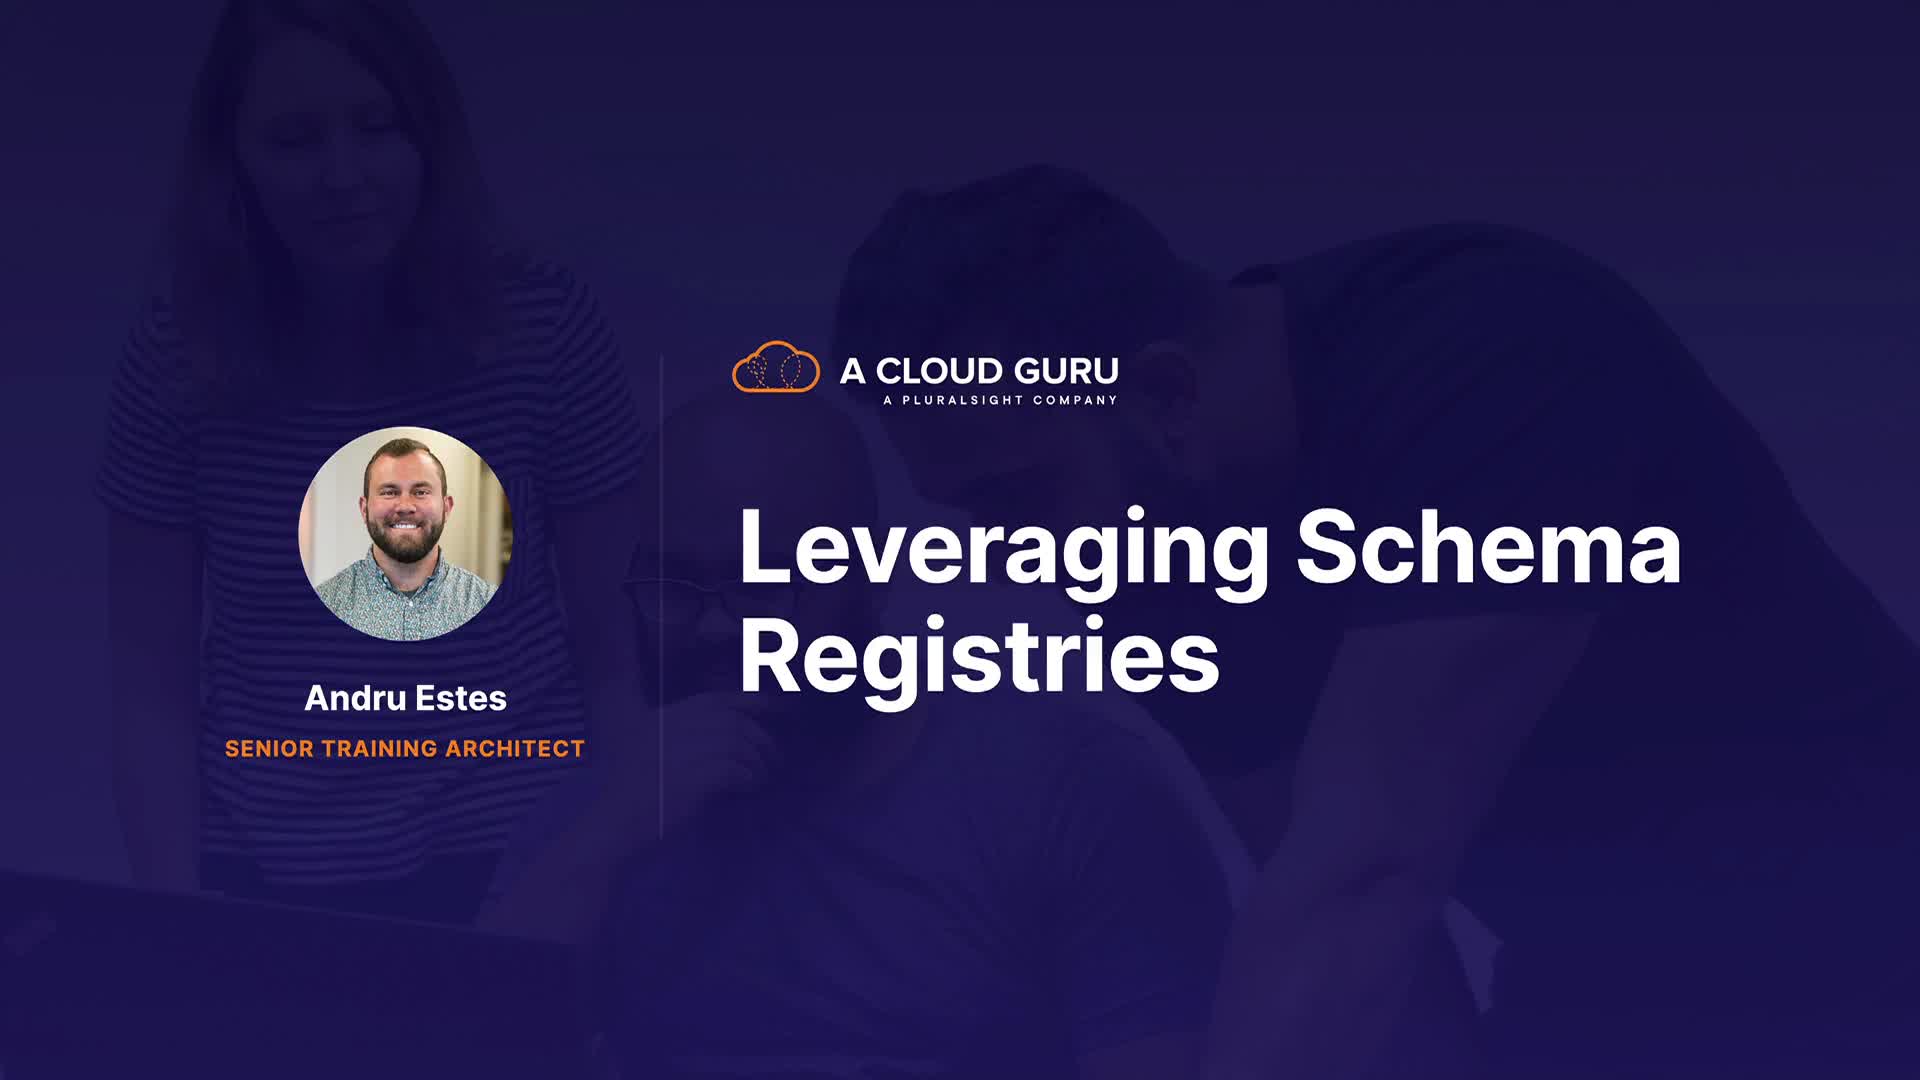 A CLOUD GURU
A PLURALSIGHT COMPANY
Leveraging Schema
Registries
Andru Estes
SENIOR TRAINING ARCHITECT